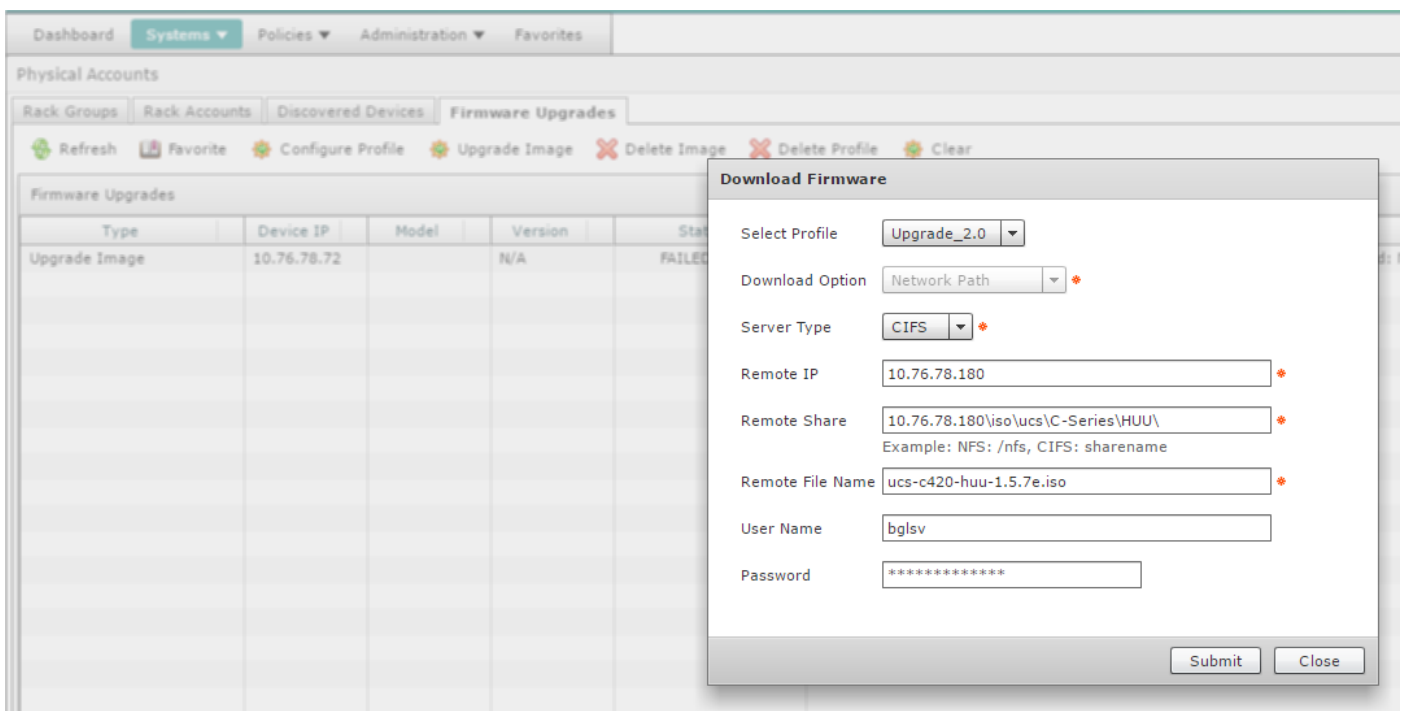 Dashboard Systems ▼ Policies ▼ Administration ▼ Favorites
Physical Accounts
Rack Groups Rack Accounts Discovered Devices Firmware Upgrades
Refresh Favorite Configure Profile Upgrade Image Delete Image Delete Profile Clear
Firmware Upgrades
Type Device IP Model Version Stat
Upgrade Image 10.76.78.72 N/A FAILED d:
Download Firmware
Select Profile Upgrade_2.0
Download Option Network Path *
Server Type CIFS *
Remote IP 10.76.78.180 *
Remote Share 10.76.78.180\iso\ucs\C-Series\HUU\ *
Example: NFS: /nfs, CIFS: sharename
Remote File Name ucs-c420-huu-1.5.7e.iso *
User Name bglsv
Password *************
Submit Close